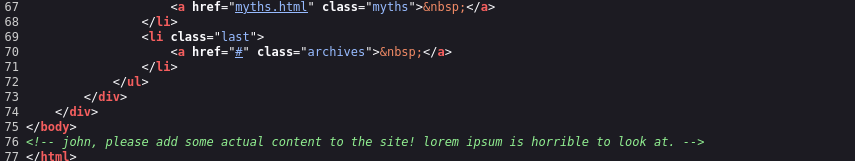 67 <a href="myths.html" class="myths">&nbsp;</a>
68 </li>
69 <li class="last">
70 <a href="#" class="archives">&nbsp;</a>
71 </li>
72 </ul>
73 </div>
74 </div>
75 </body>
76 <!-- john, please add some actual content to the site! lorem ipsum is horrible to look at. -->
77 </html>